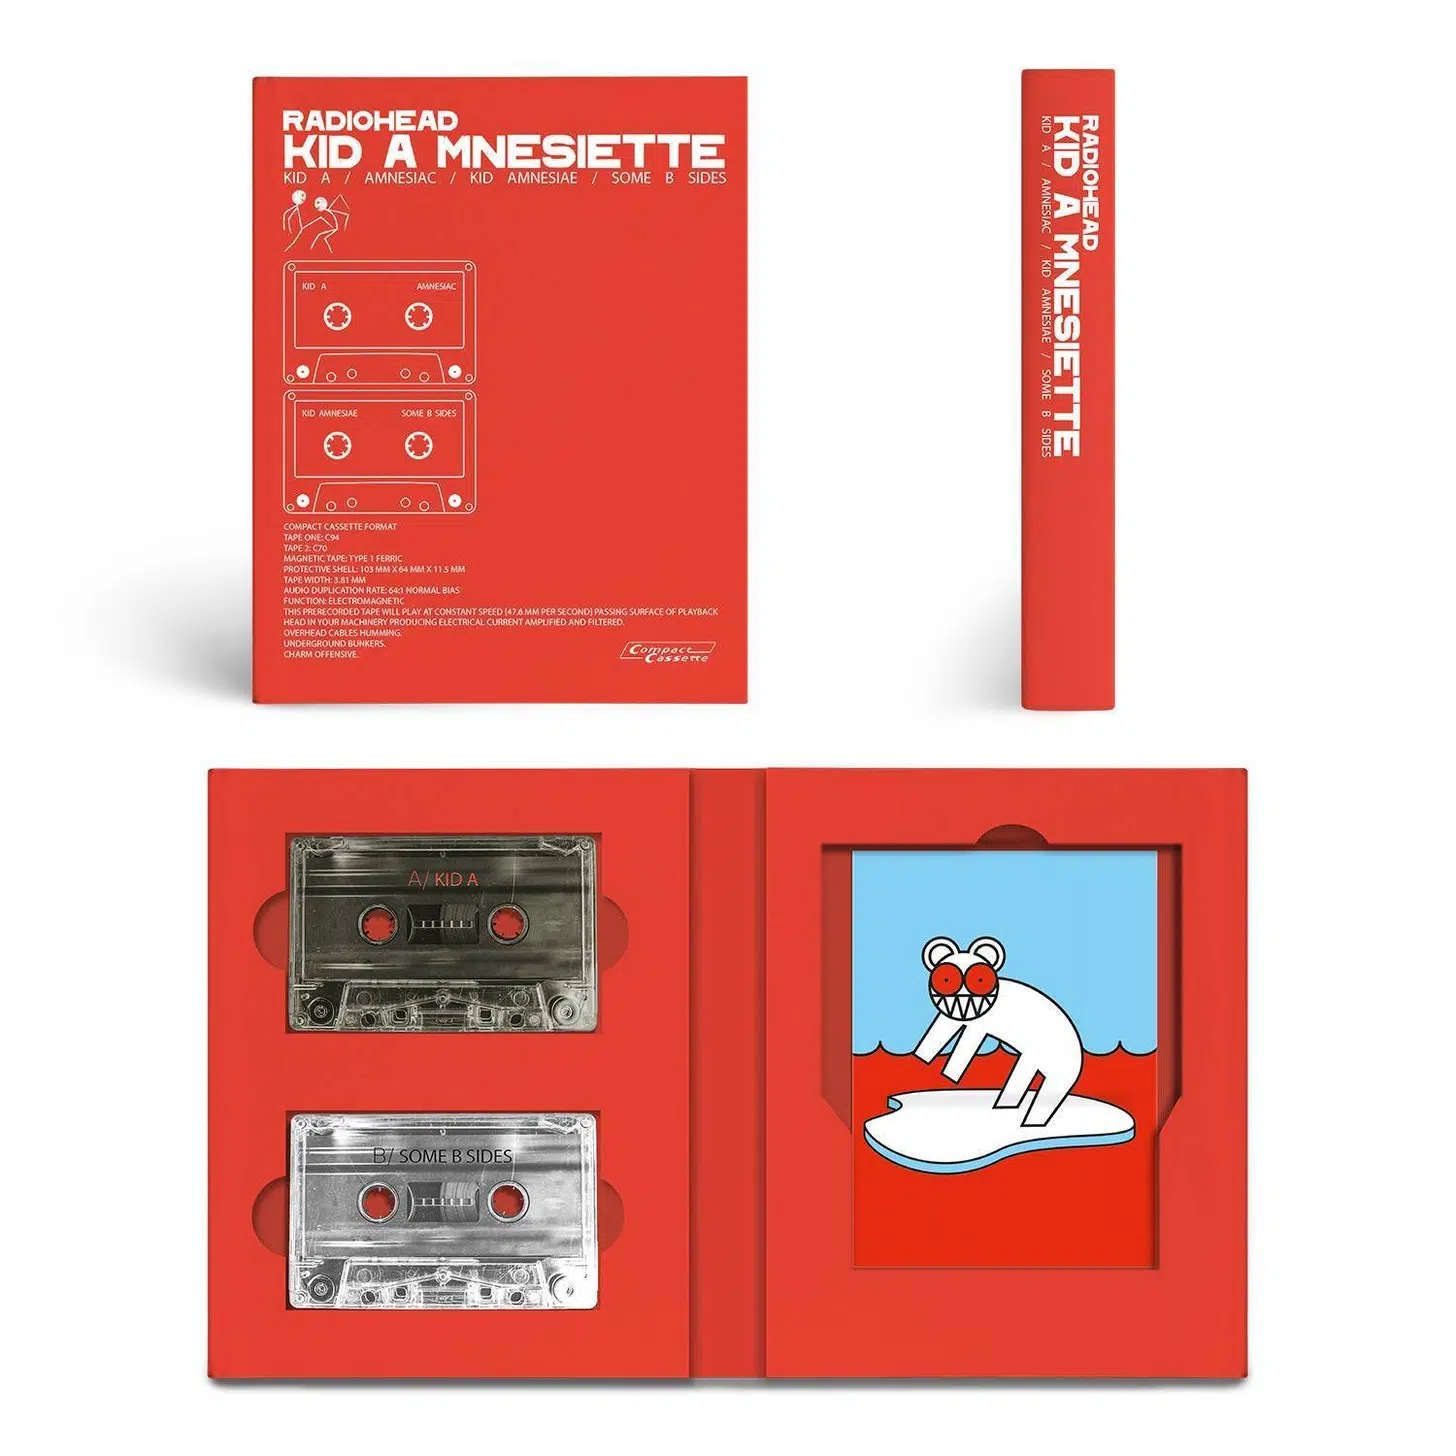 RADIOHEAD
KID A MNESIETTE
KID A / AMNESIAC / KID AMNESIAE / SOME B SIDES
KID A
AMNESIAC
KID AMNESIAE
SOME B SIDES
COMPACT CASSETTE FORMAT
TAPE ONE: C94
TAPE 2: C70
MAGNETIC TAPE: TYPE 1 FERRIC
PROTECTIVE SHELL: 103 MM X 64 MM X 11.5 MM
TAPE WIDTH: 3.81 MM
AUDIO DUPLICATION RATE: 64:1 NORMAL BIAS
FUNCTION: ELECTROMAGNETIC
THIS PRERECORDED TAPE WILL PLAY AT CONSTANT SPEED [47.6 MM PER SECOND] PASSING SURFACE OF PLAYBACK
HEAD IN YOUR MACHINERY PRODUCING ELECTRICAL CURRENT AMPLIFIED AND FILTERED.
OVERHEAD CABLES HUMMING.
UNDERGROUND BUNKERS.
CHARM OFFENSIVE.
Compact
Cassette
RADIOHEAD
KID A MNESIETTE
KID A / AMNESIAC / KID AMNESIAE / SOME B SIDES
A/ KID A
B/ SOME B SIDES